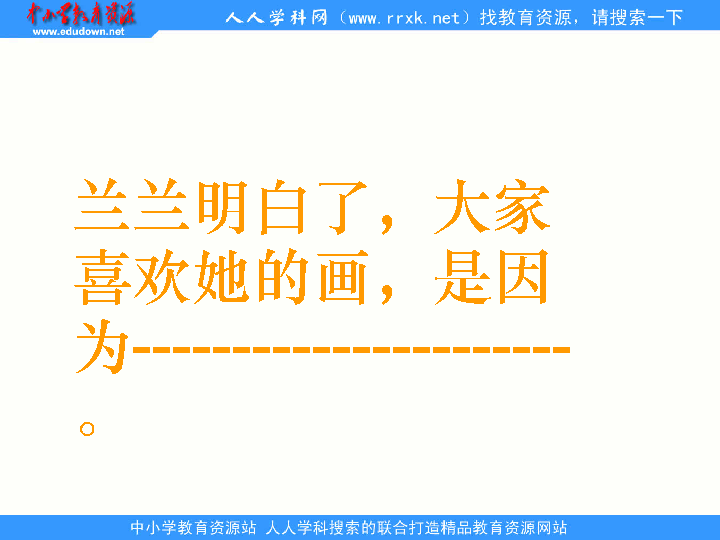 中小学教育资源
www.edudown.net
人人学科网（www.rrxk.net）找教育资源，请搜索一下
兰兰明白了，大家
喜欢她的画，是因
为----------------------
。
中小学教育资源站 人人学科搜索的联合打造精品教育资源网站